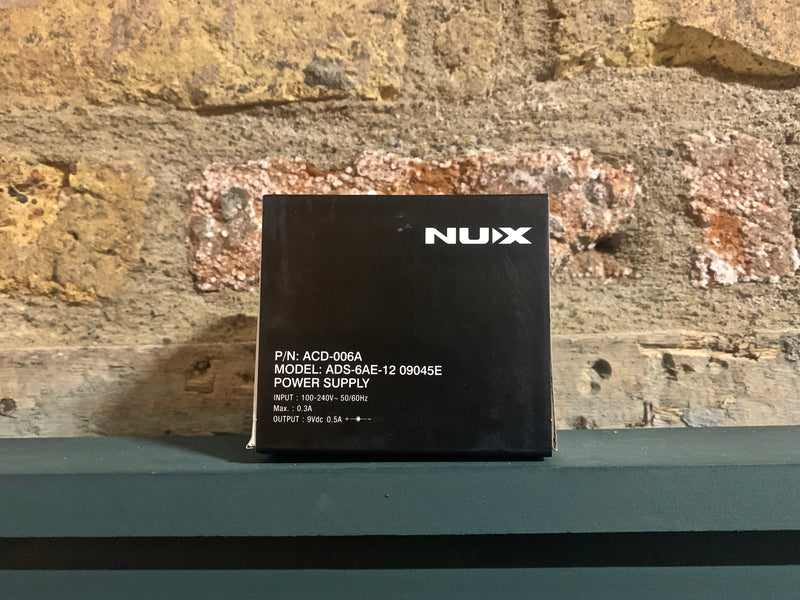 NUX
P/N: ACD-006A
MODEL: ADS-6AE-12 09045E
POWER SUPPLY
INPUT : 100-240V~ 50/60Hz
Max. : 0.3A
OUTPUT : 9Vdc 0.5A + −